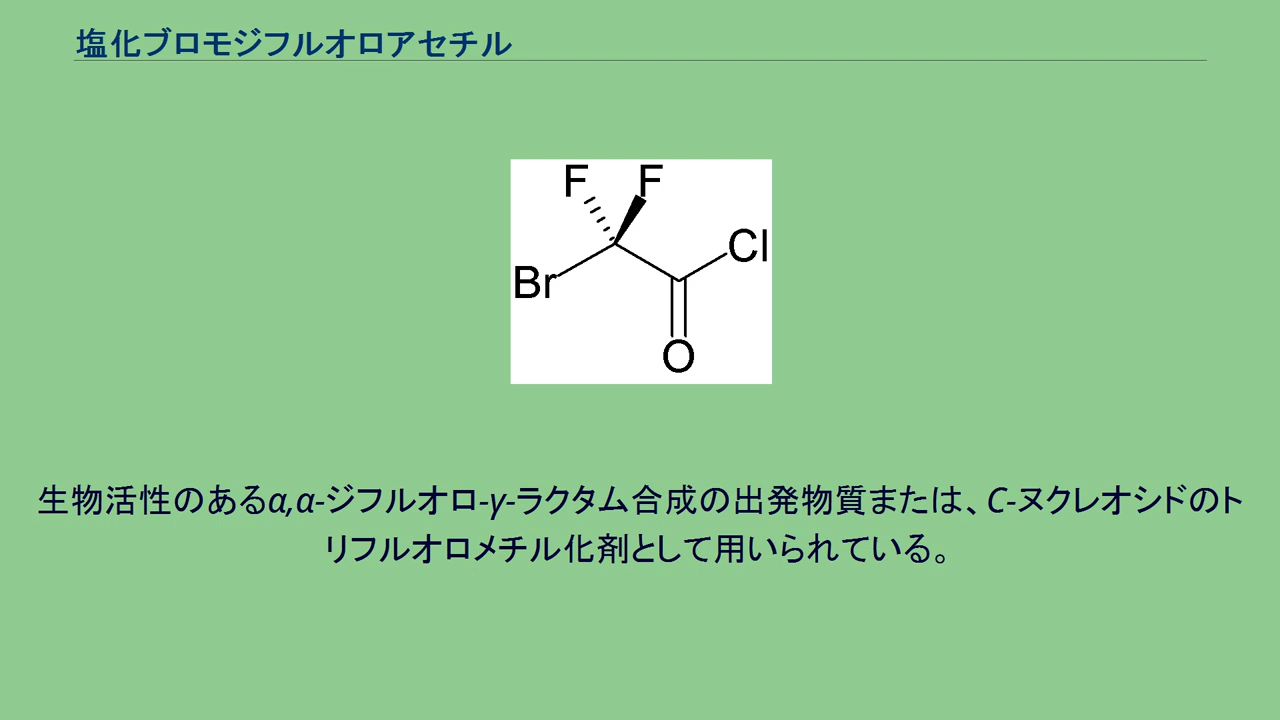 塩化ブロモジフルオロアセチル
F F
Br
Cl
O
生物活性のあるα,α-ジフルオロ-γ-ラクタム合成の出発物質または、C-ヌクレオシドのト
リフルオロメチル化剤として用いられている。